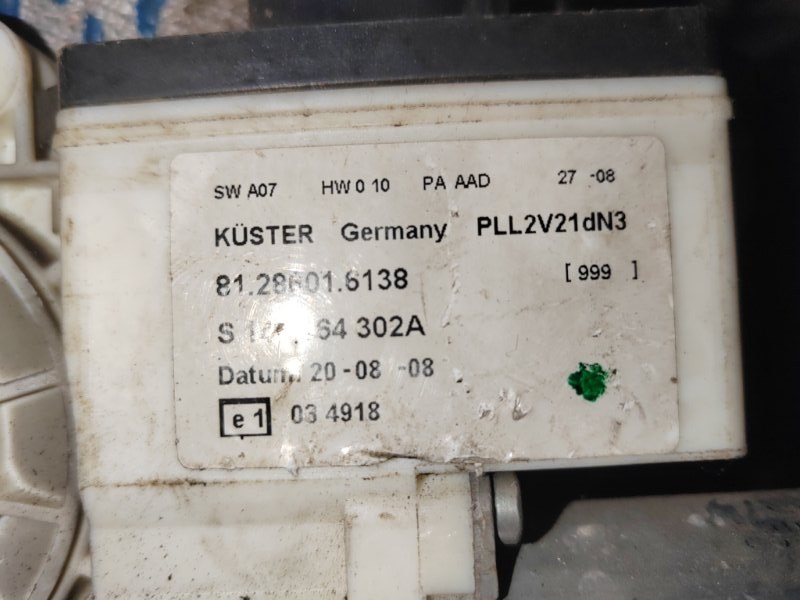 SW A07 HW 0 10 PA AAD 27 -08
KÜSTER Germany PLL2V21dN3
[ 999 ]
S 302A
Datum: 20 -08 -08
e 1 03 4918